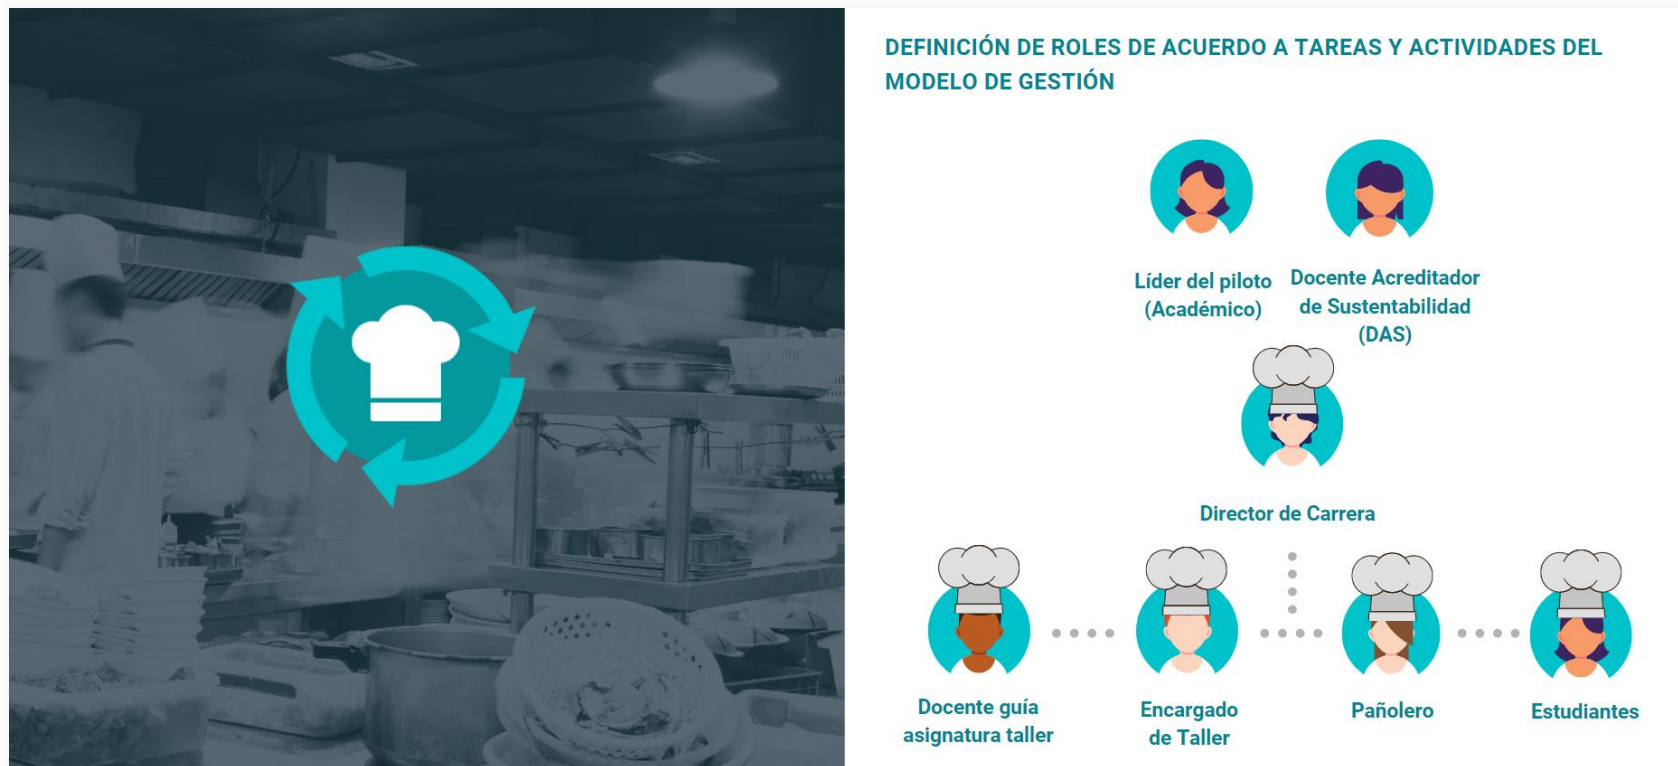 DEFINICIÓN DE ROLES DE ACUERDO A TAREAS Y ACTIVIDADES DEL
MODELO DE GESTIÓN
Líder del piloto
(Académico)
Docente Acreditador
de Sustentabilidad
(DAS)
Director de Carrera
Docente guía
asignatura taller
Encargado
de Taller
Pañolero
Estudiantes